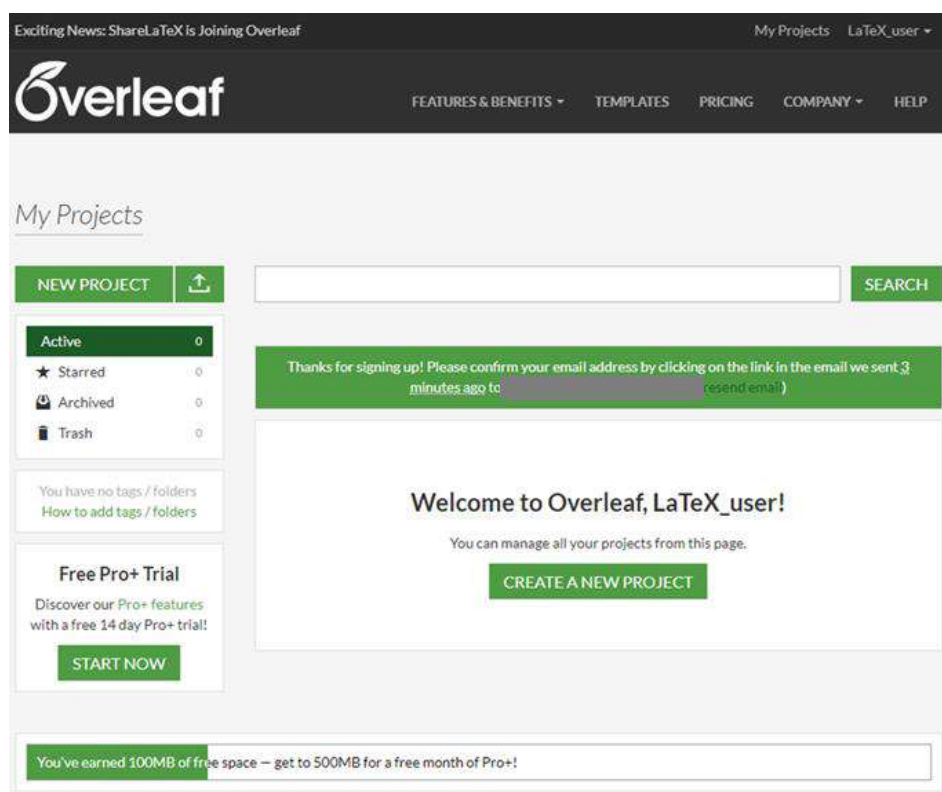 Exciting News: ShareLaTeX is Joining Overleaf
My Projects LaTeX_user
Overleaf
FEATURES & BENEFITS TEMPLATES PRICING COMPANY HELP
My Projects
NEW PROJECT
SEARCH
Active 0
Starred 0
Archived 0
Trash 0
You have no tags / folders
How to add tags / folders
Free Pro+ Trial
Discover our Pro+ features
with a free 14 day Pro+ trial!
START NOW
Thanks for signing up! Please confirm your email address by clicking on the link in the email we sent 3
minutes ago to resend email)
Welcome to Overleaf, LaTeX_user!
You can manage all your projects from this page.
CREATE A NEW PROJECT
You've earned 100MB of free space — get to 500MB for a free month of Pro+!